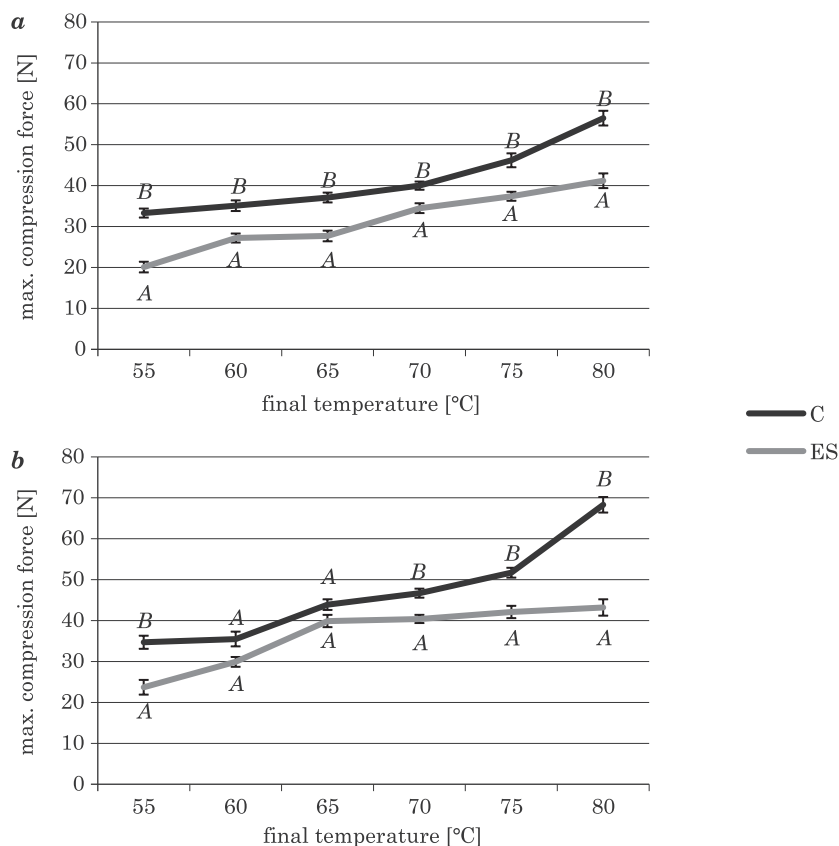 a
max. compression force [N]
80
70
60
50
40
30
20
10
0
B
B
B
B
B
B
A
A
A
A
A
A
55 60 65 70 75 80
final temperature [°C]
C
ES
b
max. compression force [N]
80
70
60
50
40
30
20
10
0
B
A
A
B
B
B
A
A
A
A
A
A
55 60 65 70 75 80
final temperature [°C]